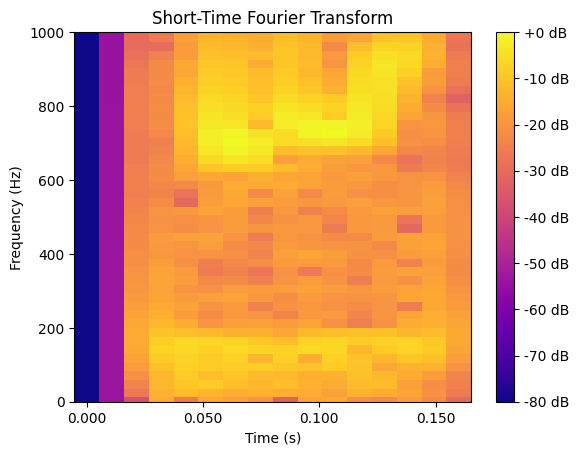 Short-Time Fourier Transform
1000
800
600
400
200
0
Frequency (Hz)
0.000
0.050
0.100
0.150
Time (s)
+0 dB
-10 dB
-20 dB
-30 dB
-40 dB
-50 dB
-60 dB
-70 dB
-80 dB